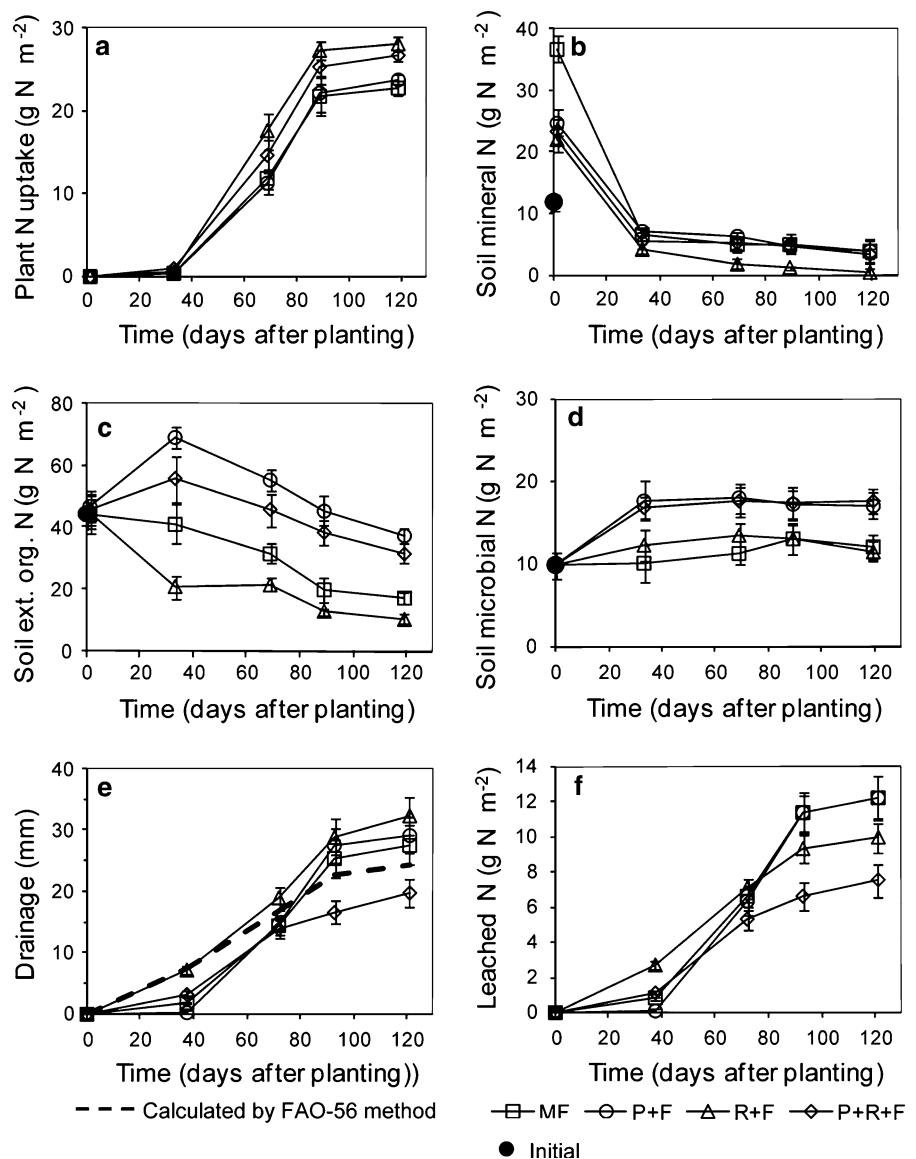 a
Plant N uptake (g N m-2)
30
20
10
0
0 20 40 60 80 100 120
Time (days after planting)
b
Soil mineral N (g N m-2)
40
30
20
10
0
0 20 40 60 80 100 120
Time (days after planting)
c
Soil ext. org. N (g N m-2)
80
60
40
20
0
0 20 40 60 80 100 120
Time (days after planting)
d
Soil microbial N (g N m-2)
30
20
10
0
0 20 40 60 80 100 120
Time (days after planting)
e
Drainage (mm)
40
30
20
10
0
0 20 40 60 80 100 120
Time (days after planting))
f
Leached N (g N m-2)
14
12
10
8
6
4
2
0
0 20 40 60 80 100 120
Time (days after planting)
Calculated by FAO-56 method
MF P+F R+F P+R+F
Initial